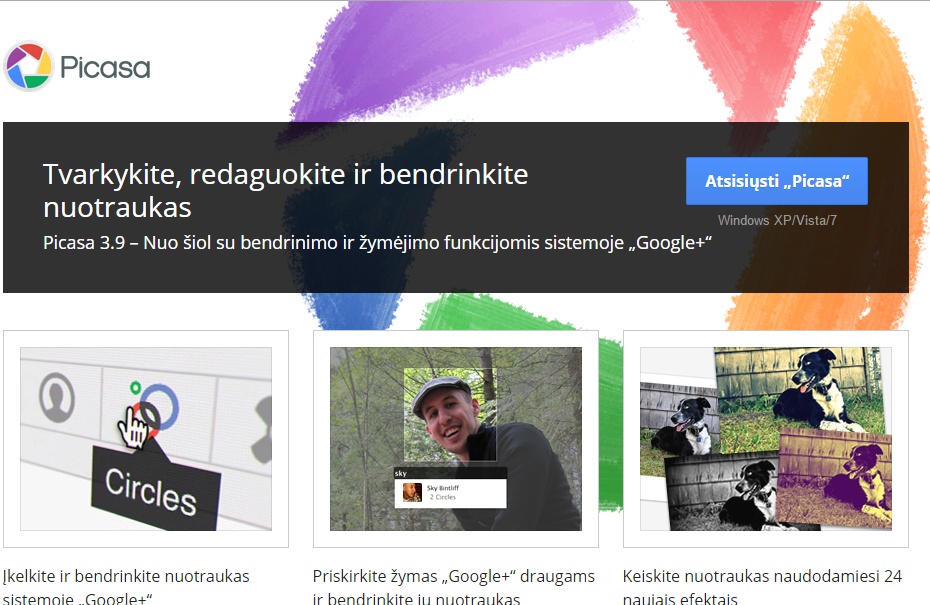 Picasa
Tvarkykite, redaguokite ir bendrinkite
nuotraukas
Picasa 3.9 – Nuo šiol su bendrinimo ir žymėjimo funkcijomis sistemoje „Google+“
Atsisiųsti „Picasa“
Windows XP/Vista/7
Circles
sky
Sky Bintliff
2 Circles
Įkelkite ir bendrinkite nuotraukas
sistemoje „Google+“
Priskirkite žymas „Google+“ draugams
ir bendrinkite jų nuotraukas
Keiskite nuotraukas naudodamiesi 24
naujais efektais